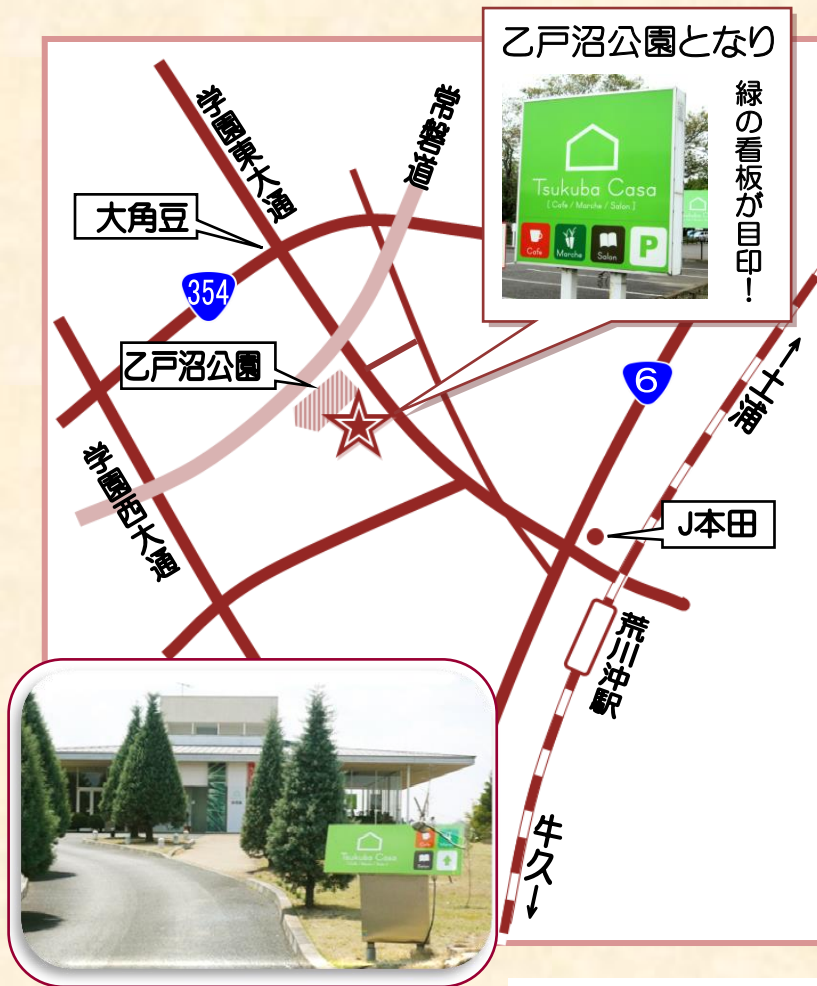 乙戸沼公園となり
緑の看板が目印！
Tsukuba Casa
[Cafe / Marche / Salon]
Cafe
Marche
Salon
P
学園東大通
常磐道
大角豆
354
乙戸沼公園
6
←土浦
学園西大通
J本田
荒川沖駅
牛久→
Tsukuba Casa